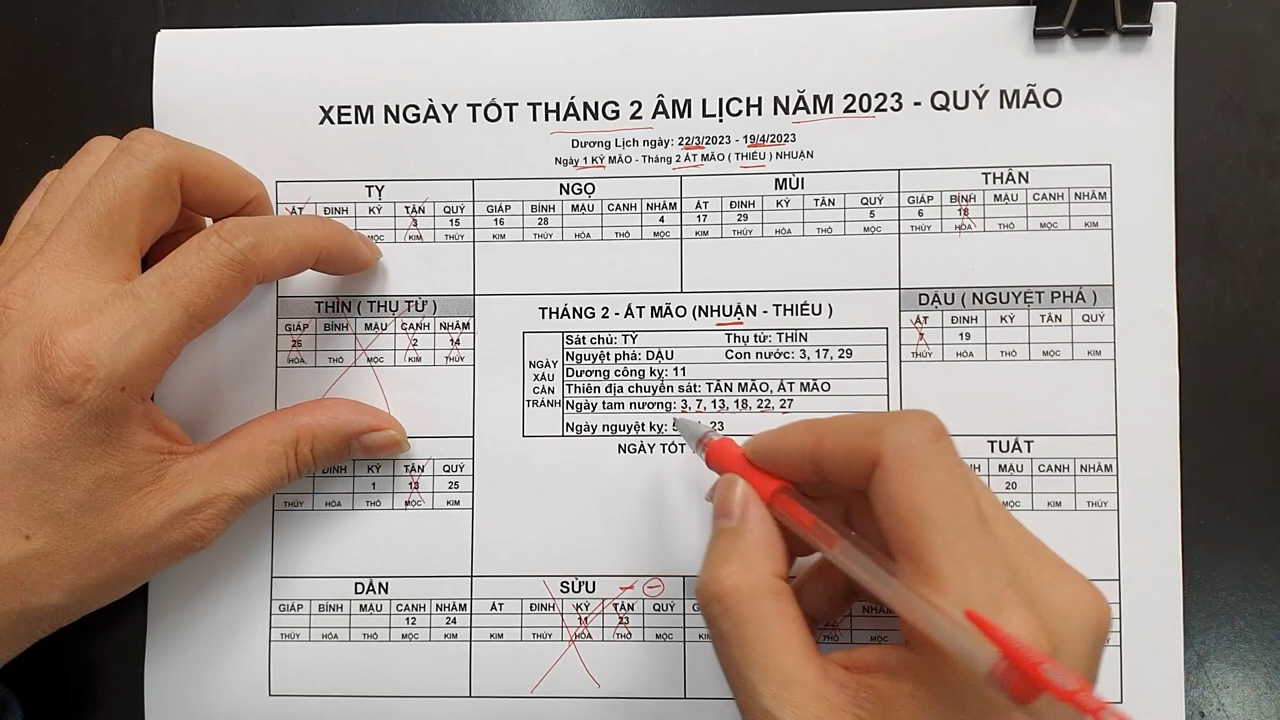 XEM NGÀY TỐT THÁNG 2 ÂM LỊCH NĂM 2023 - QUÝ MÃO
Dương Lịch ngày: 22/3/2023 - 19/4/2023
Ngày 1 KỶ MÃO - Tháng 2 ẤT MÃO ( THIẾU ) NHUẬN
TỴ
ẤT ĐINH KỶ TÂN QUÝ
3 15
MỘC KIM THỦY
NGỌ
GIÁP BÍNH MẬU CANH NHÂM
16 28 4
KIM THỦY HỎA THỔ MỘC
MÙI
ẤT ĐINH KỶ TÂN QUÝ
17 29 5
KIM THỦY HỎA THỔ MỘC
THÂN
GIÁP BÍNH MẬU CANH NHÂM
6 18
THỦY HỎA THỔ MỘC KIM
THÌN ( THỤ TỬ )
GIÁP BÍNH MẬU CANH NHÂM
26 2 14
HỎA THỔ MỘC KIM THỦY
THÁNG 2 - ẤT MÃO (NHUẬN - THIẾU )
NGÀY XẤU CẦN TRÁNH
Sát chủ: TÝ Thụ tử: THÌN
Nguyệt phá: DẬU Con nước: 3, 17, 29
Dương công kỵ: 11
Thiên địa chuyển sát: TÂN MÃO, ẤT MÃO
Ngày tam nương: 3, 7, 13, 18, 22, 27
Ngày nguyệt kỵ: 23
NGÀY TỐT
DẬU ( NGUYỆT PHÁ )
ẤT ĐINH KỶ TÂN QUÝ
7 19
THỦY HỎA THỔ MỘC KIM
ĐINH KỶ TÂN QUÝ
1 13 25
THỦY HỎA THỔ MỘC KIM
TUẤT
MẬU CANH NHÂM
20
THỔ MỘC KIM THỦY
DẦN
GIÁP BÍNH MẬU CANH NHÂM
12 24
THỦY HỎA THỔ MỘC KIM
SỬU
ẤT ĐINH KỶ TÂN QUÝ
11 23
KIM THỦY HỎA THỔ MỘC
KIM
NHÂM
22
THỔ MỘC